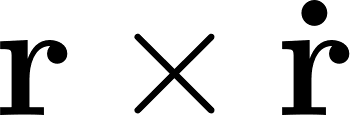 𝐫 × 𝐫̇